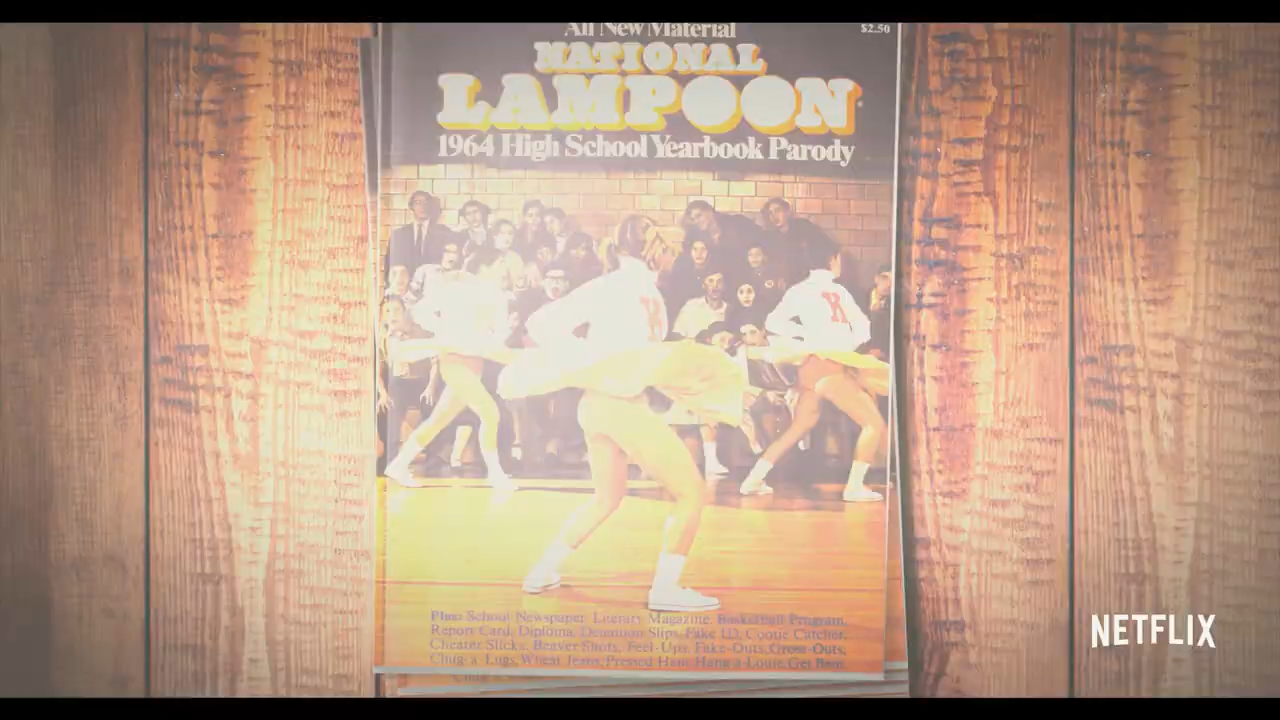 All New Material
$2.50
NATIONAL
LAMPOON
1964 High School Yearbook Parody
K
K
Plus: School Newspaper, Literary Magazine, Basketball Program,
Report Card, Diploma, Detention Slips, Fake I.D., Cootie Catcher,
Cheater Slicks, Beaver Shots, Feel-Ups, Fake-Outs, Gross-Outs,
Chug-a-Lugs, Wheat Jeans, Pressed Ham, Hang-a-Louie, Get Bent
NETFLIX